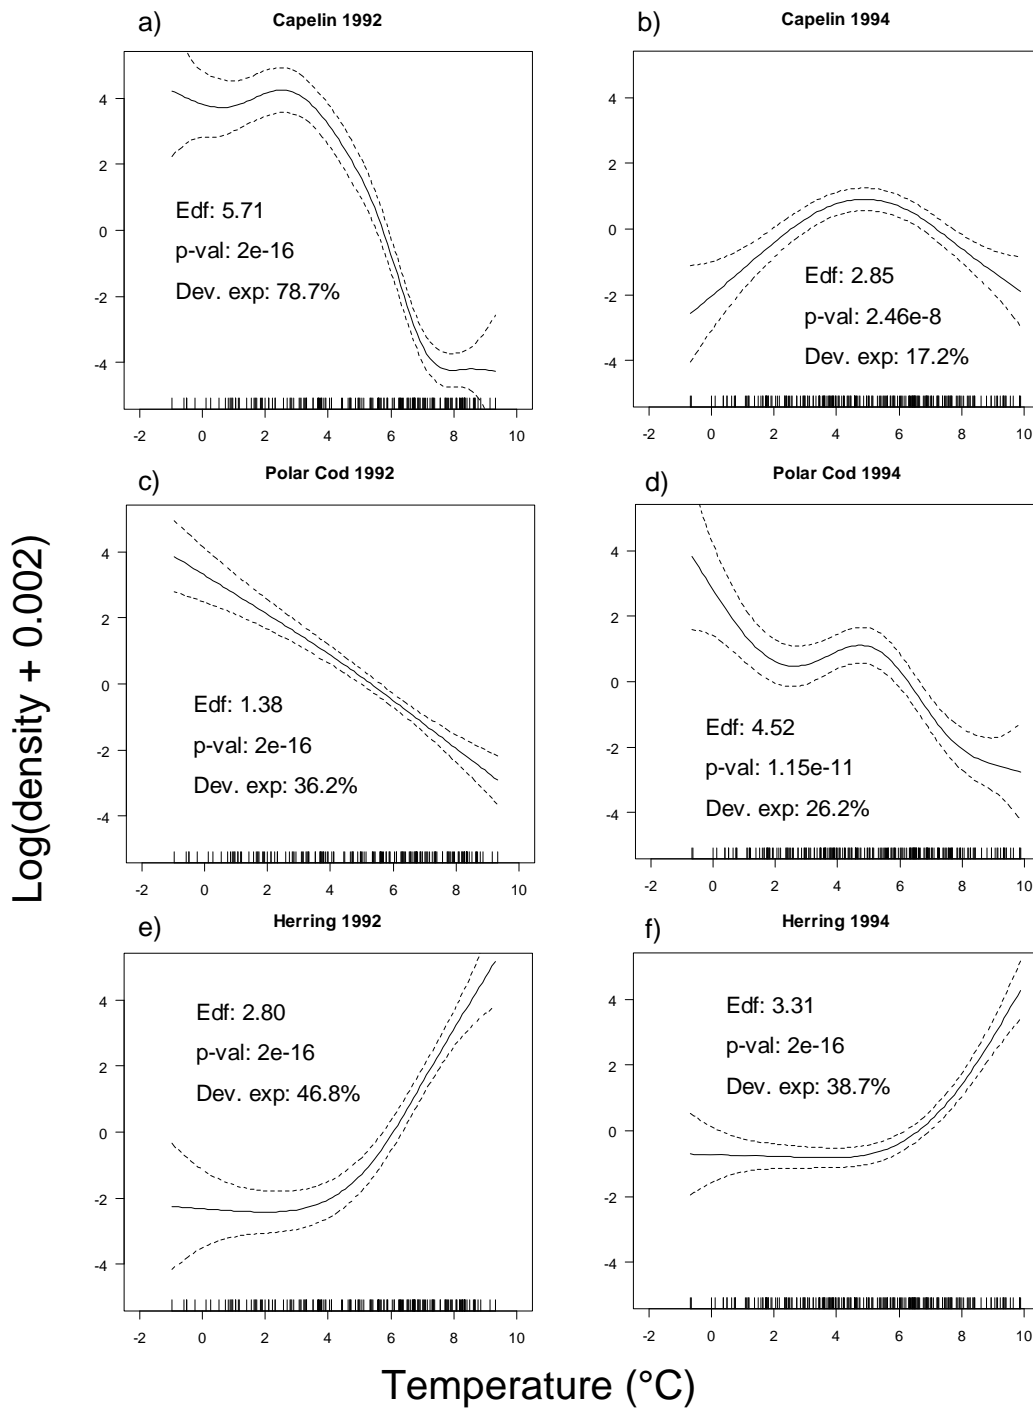 a)
Capelin 1992
4
2
0
-2
-4
Edf: 5.71
p-val: 2e-16
Dev. exp: 78.7%
-2 0 2 4 6 8 10
b)
Capelin 1994
4
2
0
-2
-4
Edf: 2.85
p-val: 2.46e-8
Dev. exp: 17.2%
-2 0 2 4 6 8 10
c)
Polar Cod 1992
4
2
0
-2
-4
Edf: 1.38
p-val: 2e-16
Dev. exp: 36.2%
-2 0 2 4 6 8 10
d)
Polar Cod 1994
4
2
0
-2
-4
Edf: 4.52
p-val: 1.15e-11
Dev. exp: 26.2%
-2 0 2 4 6 8 10
e)
Herring 1992
4
2
0
-2
-4
Edf: 2.80
p-val: 2e-16
Dev. exp: 46.8%
-2 0 2 4 6 8 10
f)
Herring 1994
4
2
0
-2
-4
Edf: 3.31
p-val: 2e-16
Dev. exp: 38.7%
-2 0 2 4 6 8 10
Log(density + 0.002)
Temperature (°C)